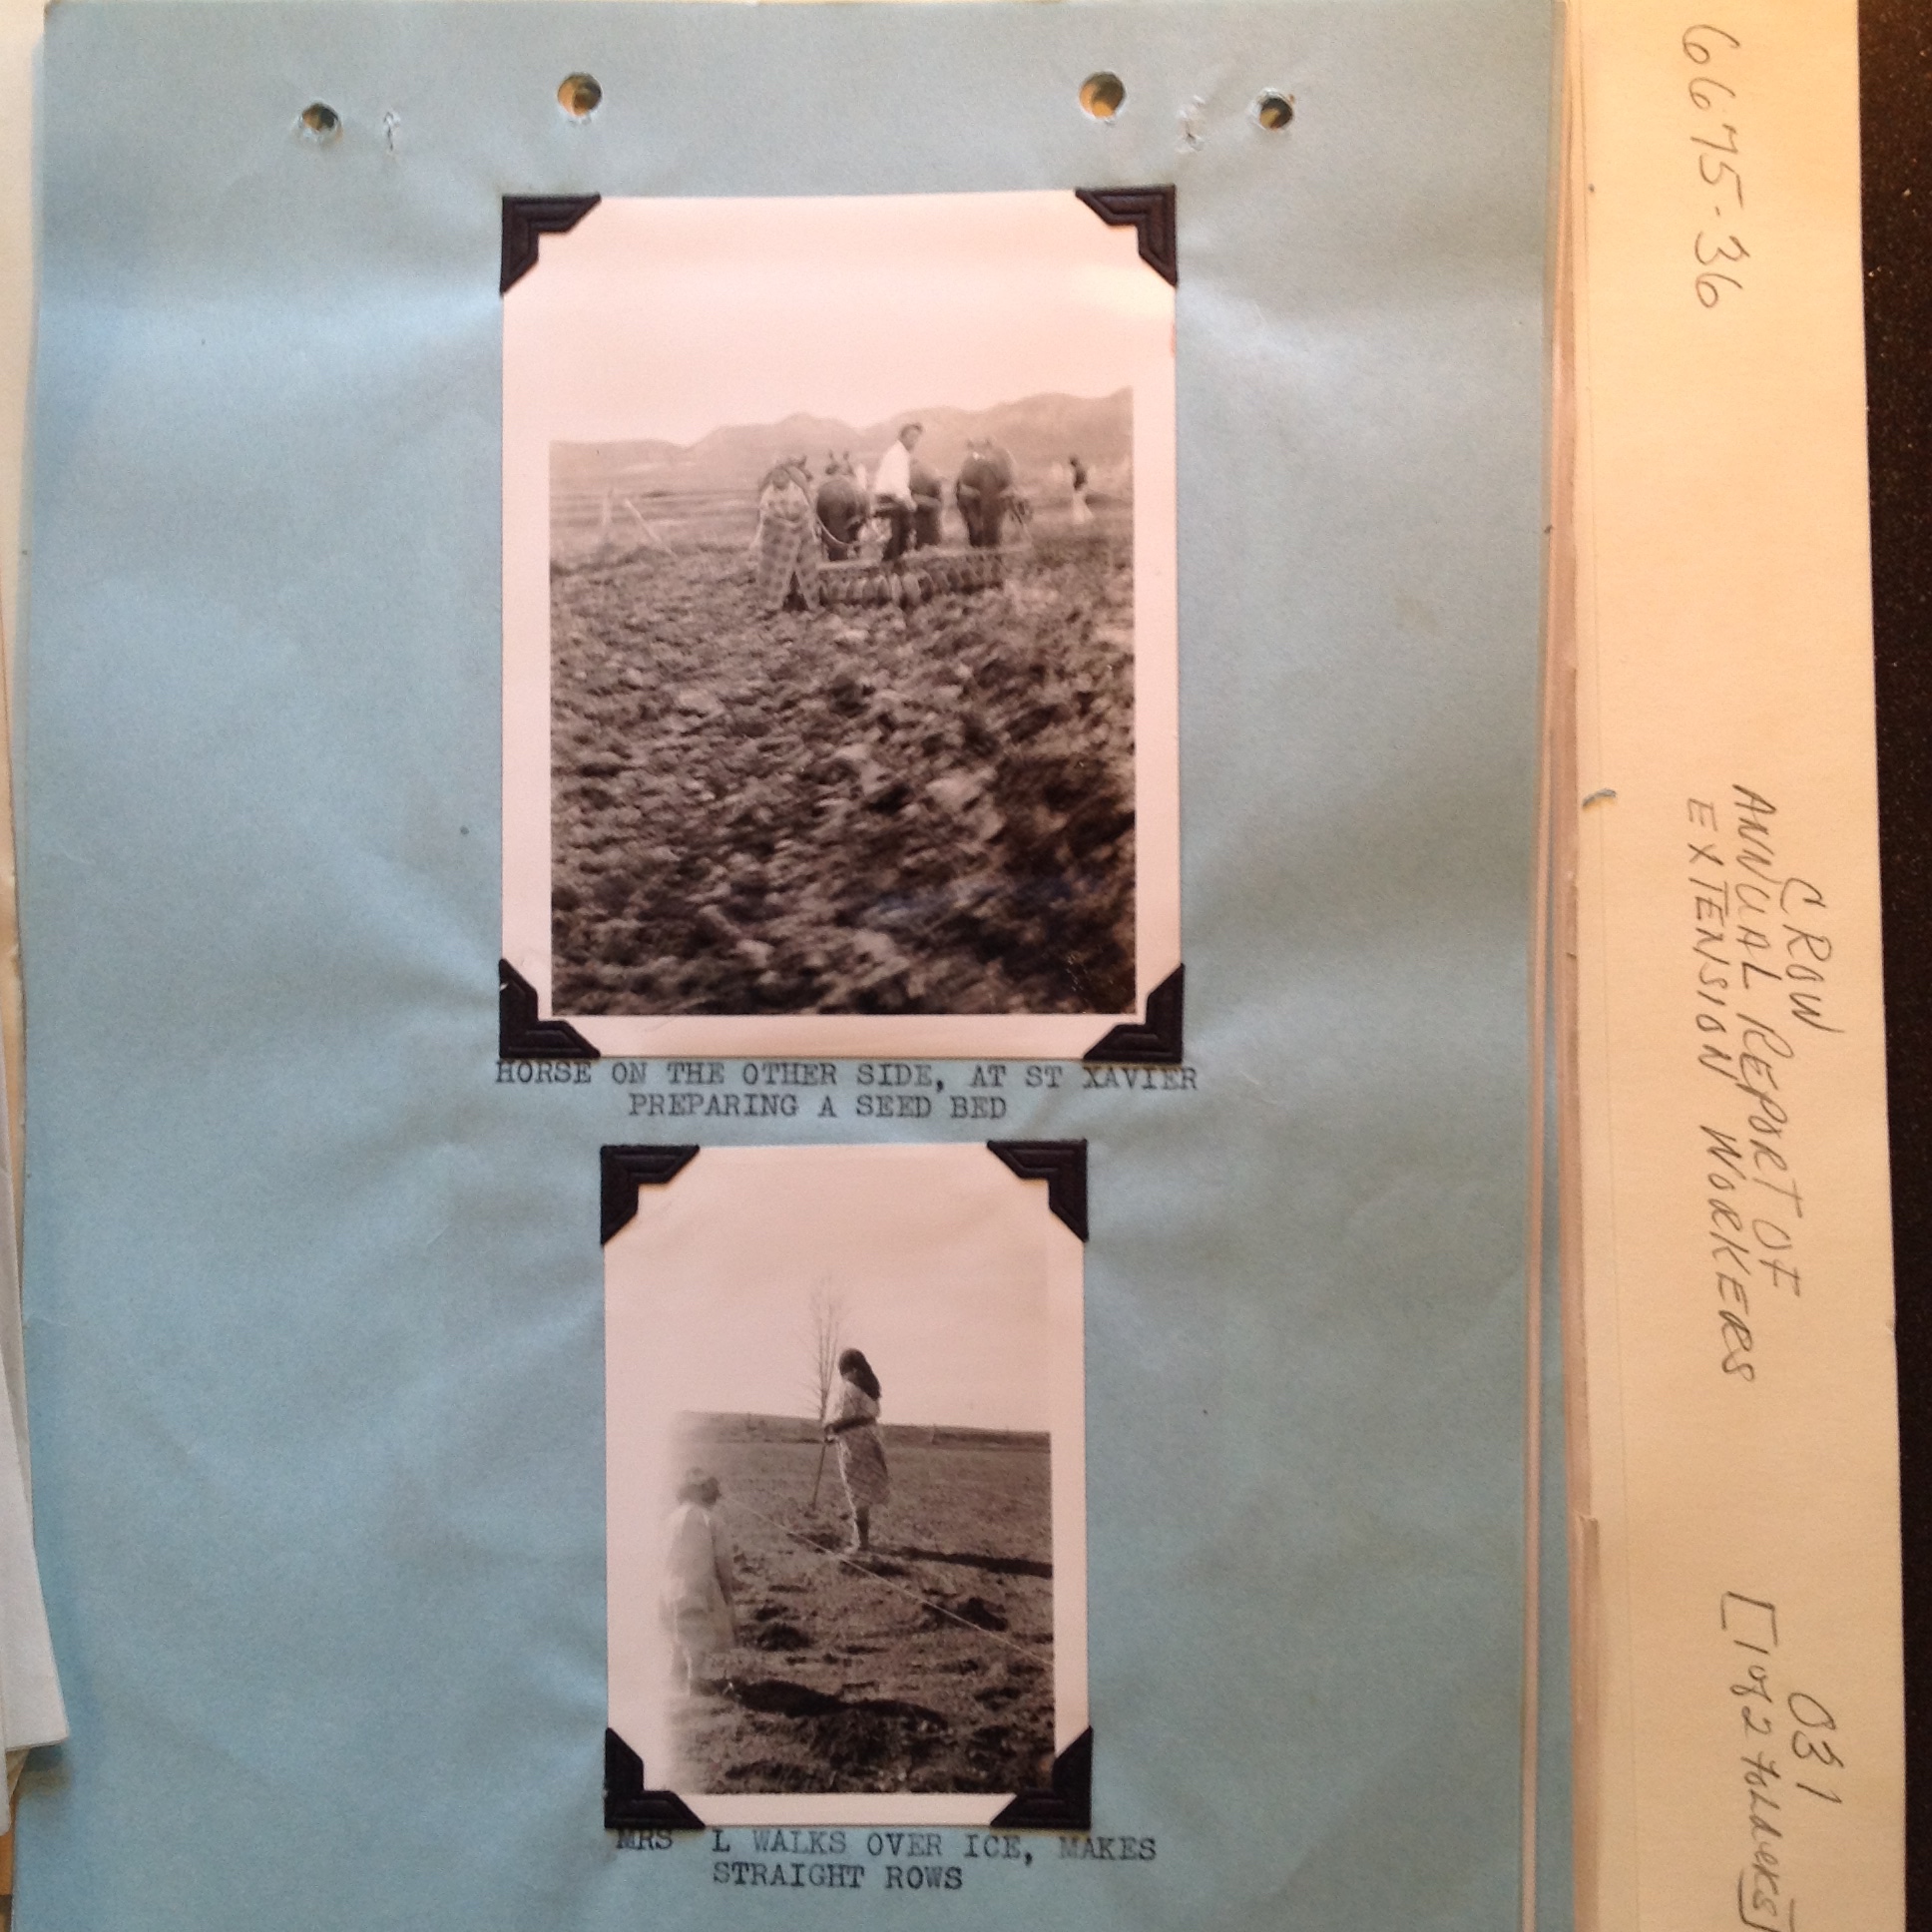 HORSE ON THE OTHER SIDE, AT ST XAVIER
PREPARING A SEED BED
MRS L WALKS OVER ICE, MAKES
STRAIGHT ROWS
66675-36
CROW
ANNUAL REPORT OF
EXTENSION WORKERS
031
[1 of 2 FOLDERS]